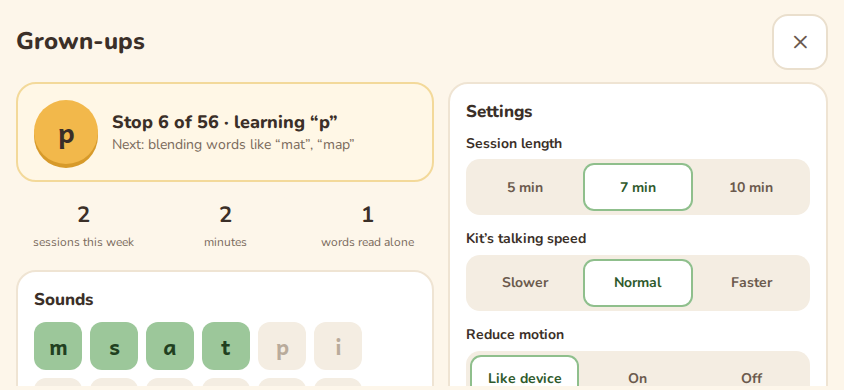 Grown-ups
×
p
Stop 6 of 56 · learning “p”
Next: blending words like “mat”, “map”
2
sessions this week
2
minutes
1
words read alone
Sounds
m s a t p i
Settings
Session length
5 min 7 min 10 min
Kit’s talking speed
Slower Normal Faster
Reduce motion
Like device On Off